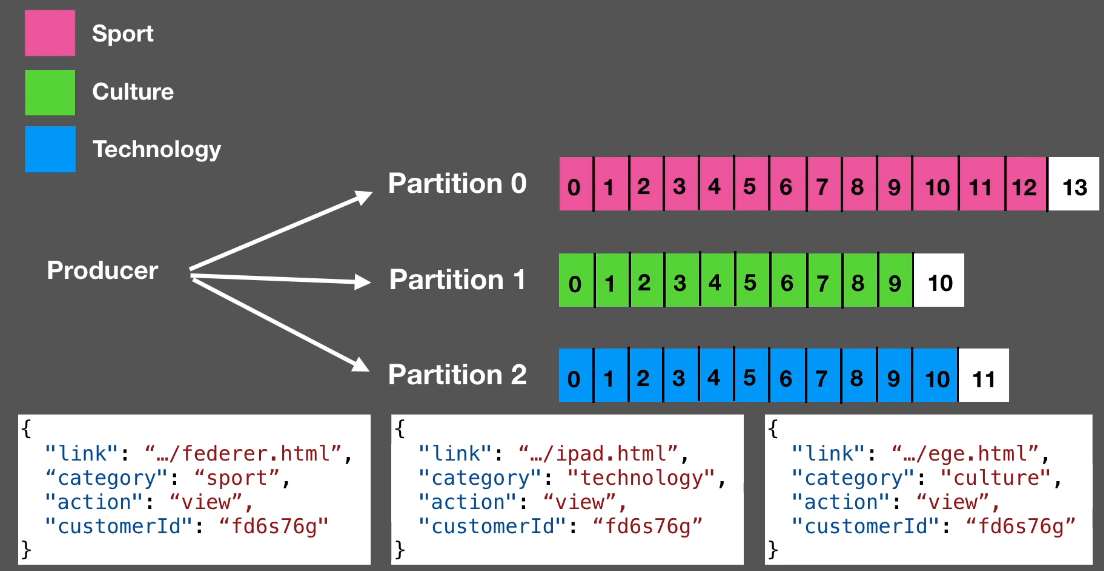 Sport
Culture
Technology
Producer
Partition 0
0 1 2 3 4 5 6 7 8 9 10 11 12 13
Partition 1
0 1 2 3 4 5 6 7 8 9 10
Partition 2
0 1 2 3 4 5 6 7 8 9 10 11
{
"link": “…/federer.html”,
“category": “sport”,
"action": “view”,
"customerId": “fd6s76g"
}
{
"link": “…/ipad.html”,
"category": "technology",
"action": “view”,
"customerId": “fd6s76g”
}
{
"link": “…/ege.html”,
"category": "culture",
"action": “view”,
"customerId": “fd6s76g”
}